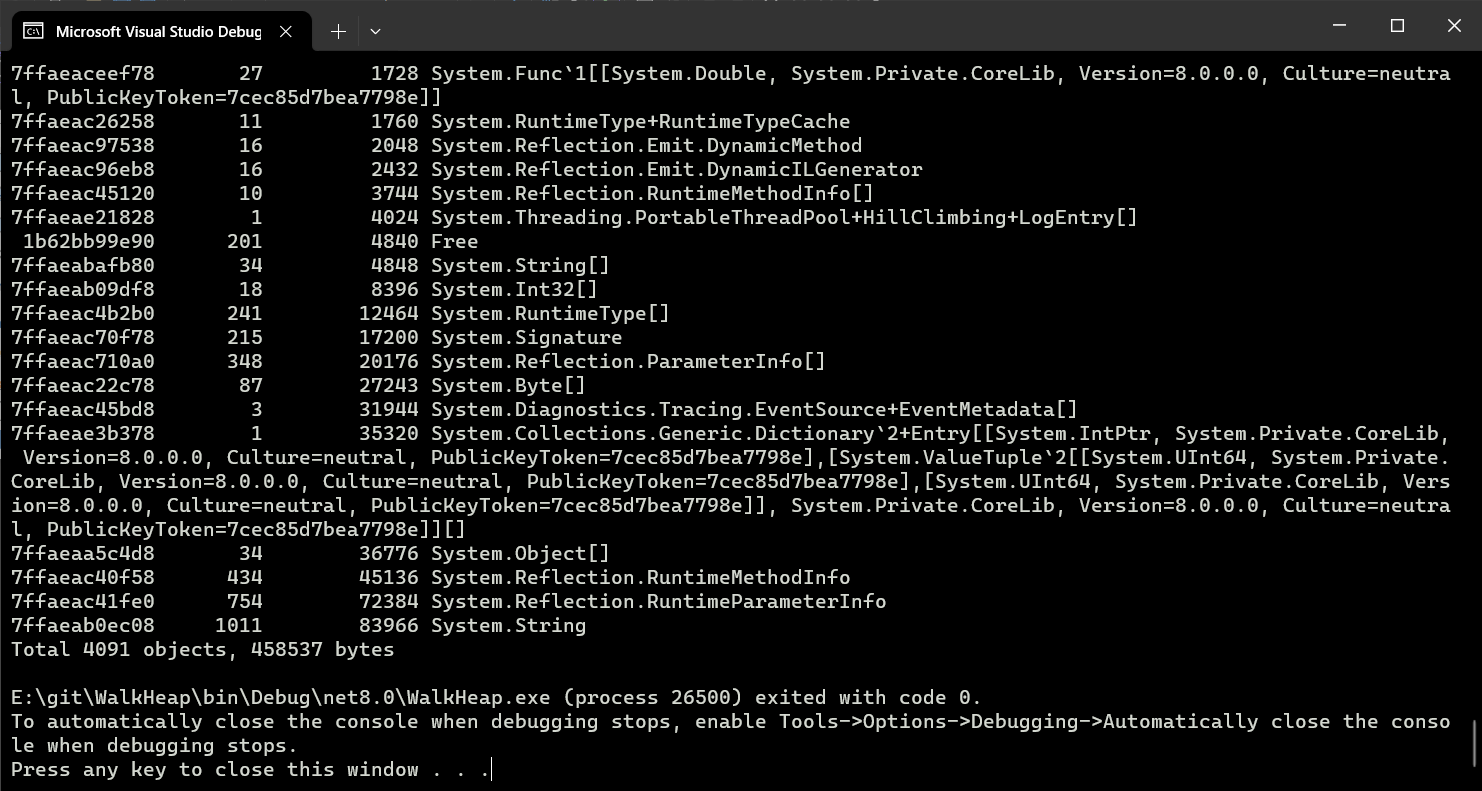 Microsoft Visual Studio Debug
7ffaeaceef78       27         1728 System.Func`1[[System.Double, System.Private.CoreLib, Version=8.0.0.0, Culture=neutra
l, PublicKeyToken=7cec85d7bea7798e]]
7ffaeac26258       11         1760 System.RuntimeType+RuntimeTypeCache
7ffaeac97538       16         2048 System.Reflection.Emit.DynamicMethod
7ffaeac96eb8       16         2432 System.Reflection.Emit.DynamicILGenerator
7ffaeac45120       10         3744 System.Reflection.RuntimeMethodInfo[]
7ffaeae21828        1         4024 System.Threading.PortableThreadPool+HillClimbing+LogEntry[]
 1b62bb99e90      201         4840 Free
7ffaeabafb80       34         4848 System.String[]
7ffaeab09df8       18         8396 System.Int32[]
7ffaeac4b2b0      241        12464 System.RuntimeType[]
7ffaeac70f78      215        17200 System.Signature
7ffaeac710a0      348        20176 System.Reflection.ParameterInfo[]
7ffaeac22c78       87        27243 System.Byte[]
7ffaeac45bd8        3        31944 System.Diagnostics.Tracing.EventSource+EventMetadata[]
7ffaeae3b378        1        35320 System.Collections.Generic.Dictionary`2+Entry[[System.IntPtr, System.Private.CoreLib,
 Version=8.0.0.0, Culture=neutral, PublicKeyToken=7cec85d7bea7798e],[System.ValueTuple`2[[System.UInt64, System.Private.
CoreLib, Version=8.0.0.0, Culture=neutral, PublicKeyToken=7cec85d7bea7798e],[System.UInt64, System.Private.CoreLib, Vers
ion=8.0.0.0, Culture=neutral, PublicKeyToken=7cec85d7bea7798e]], System.Private.CoreLib, Version=8.0.0.0, Culture=neutra
l, PublicKeyToken=7cec85d7bea7798e]][]
7ffaeaa5c4d8       34        36776 System.Object[]
7ffaeac40f58      434        45136 System.Reflection.RuntimeMethodInfo
7ffaeac41fe0      754        72384 System.Reflection.RuntimeParameterInfo
7ffaeab0ec08     1011        83966 System.String
Total 4091 objects, 458537 bytes
E:\git\WalkHeap\bin\Debug\net8.0\WalkHeap.exe (process 26500) exited with code 0.
To automatically close the console when debugging stops, enable Tools->Options->Debugging->Automatically close the conso
le when debugging stops.
Press any key to close this window . . .